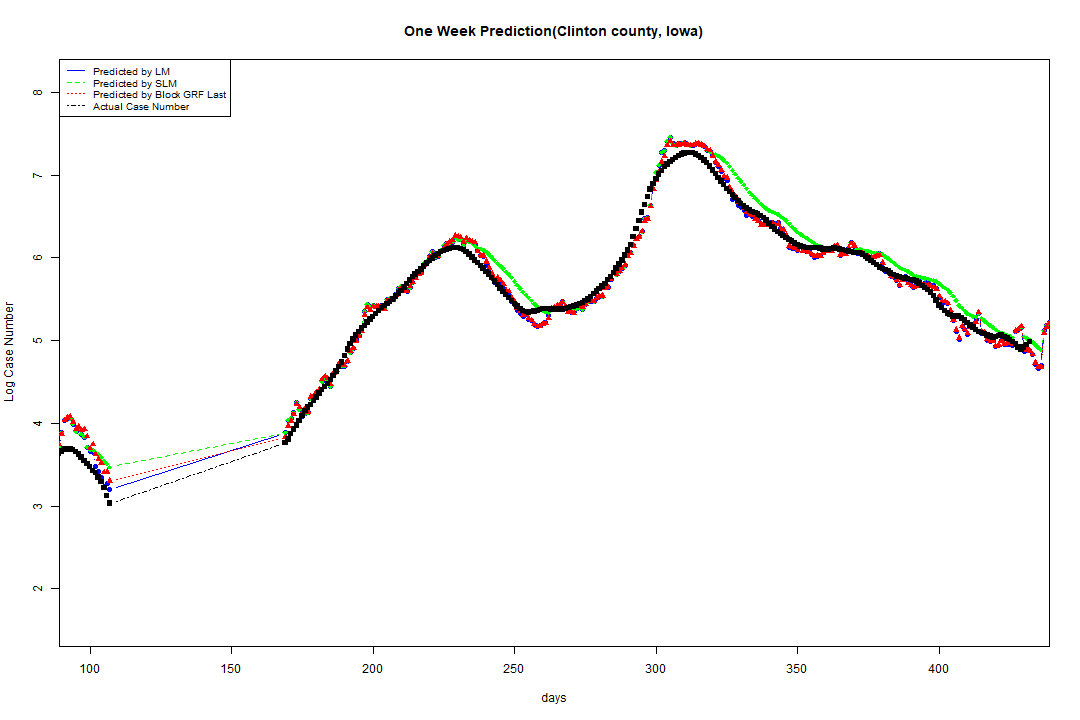 One Week Prediction(Clinton county, Iowa)
Predicted by LM
Predicted by SLM
Predicted by Block GRF Last
Actual Case Number
8
7
6
5
4
3
2
Log Case Number
100 150 200 250 300 350 400
days